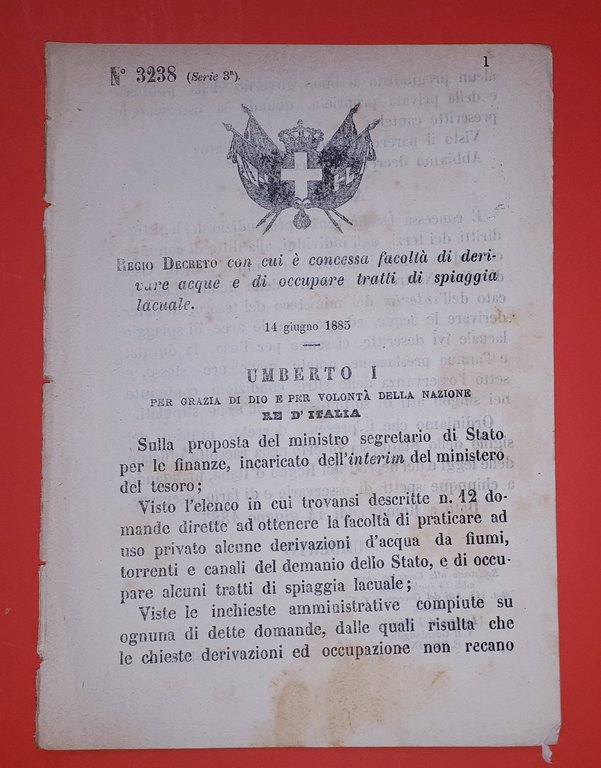 1
N° 3238 (Serie 3ª).
REGIO DECRETO con cui è concessa facoltà di deri-
vare acque e di occupare tratti di spiaggia
lacuale.
14 giugno 1885
UMBERTO I
PER GRAZIA DI DIO E PER VOLONTÀ DELLA NAZIONE
RE D'ITALIA
Sulla proposta del ministro segretario di Stato
per le finanze, incaricato dell'interim del ministero
del tesoro;
Visto l'elenco in cui trovansi descritte n. 12 do-
mande dirette ad ottenere la facoltà di praticare ad
uso privato alcune derivazioni d'acqua da fiumi,
torrenti e canali del demanio dello Stato, e di occu-
pare alcuni tratti di spiaggia lacuale;
Viste le inchieste amministrative compiute su
ognuna di dette domande, dalle quali risulta che
le chieste derivazioni ed occupazione non recano